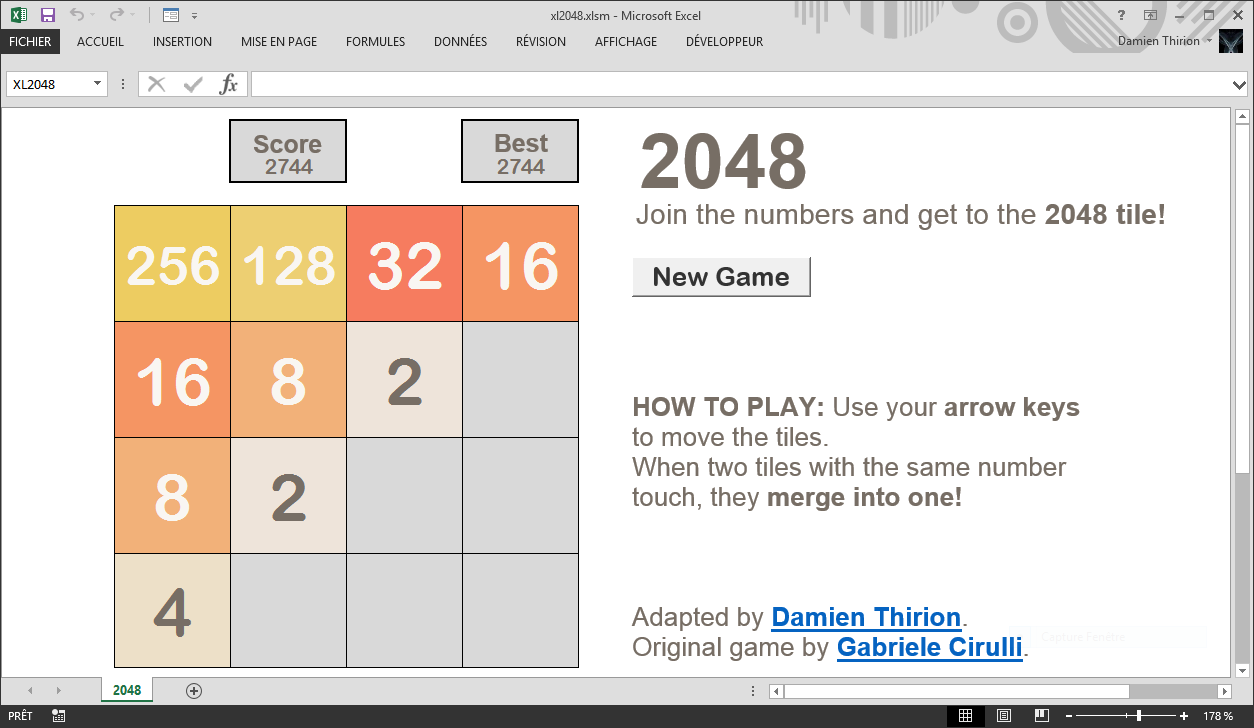 xl2048.xlsm - Microsoft Excel
?
FICHIER ACCUEIL INSERTION MISE EN PAGE FORMULES DONNÉES RÉVISION AFFICHAGE DÉVELOPPEUR Damien Thirion
XL2048 fx
Score
2744
Best
2744
2048
Join the numbers and get to the 2048 tile!
New Game
256 128 32 16
16 8 2
8 2
4
HOW TO PLAY: Use your arrow keys
to move the tiles.
When two tiles with the same number
touch, they merge into one!
Adapted by Damien Thirion.
Original game by Gabriele Cirulli.
Capture Fenêtre
2048
PRÊT 178 %